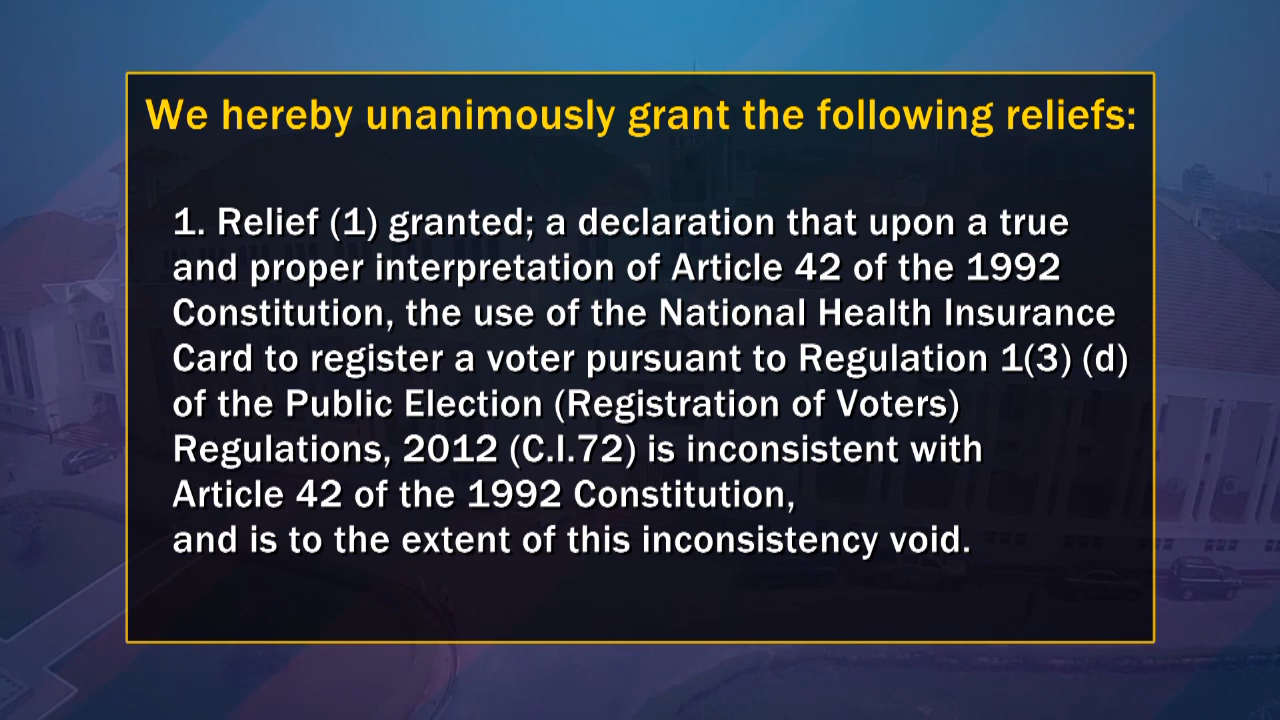 We hereby unanimously grant the following reliefs:
1. Relief (1) granted; a declaration that upon a true
and proper interpretation of Article 42 of the 1992
Constitution, the use of the National Health Insurance
Card to register a voter pursuant to Regulation 1(3) (d)
of the Public Election (Registration of Voters)
Regulations, 2012 (C.I.72) is inconsistent with
Article 42 of the 1992 Constitution,
and is to the extent of this inconsistency void.